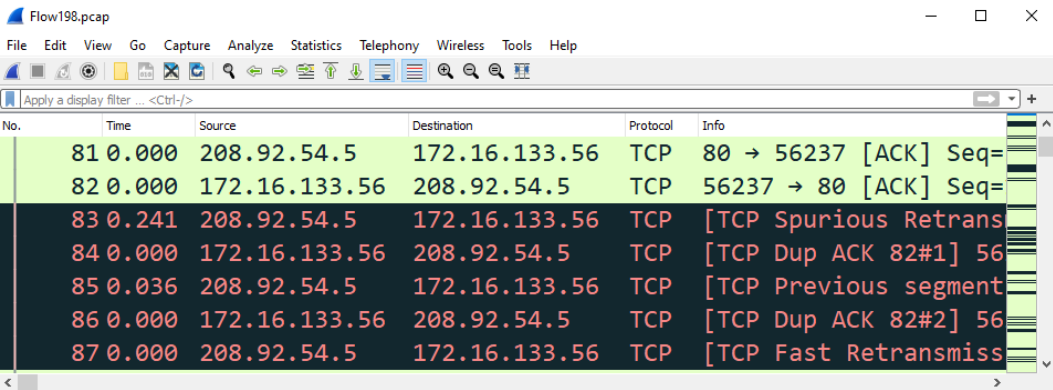 Flow198.pcap
File Edit View Go Capture Analyze Statistics Telephony Wireless Tools Help
Apply a display filter ... <Ctrl-/>
No. Time Source Destination Protocol Info
81 0.000 208.92.54.5 172.16.133.56 TCP 80 → 56237 [ACK] Seq=
82 0.000 172.16.133.56 208.92.54.5 TCP 56237 → 80 [ACK] Seq=
83 0.241 208.92.54.5 172.16.133.56 TCP [TCP Spurious Retrans
84 0.000 172.16.133.56 208.92.54.5 TCP [TCP Dup ACK 82#1] 56
85 0.036 208.92.54.5 172.16.133.56 TCP [TCP Previous segment
86 0.000 172.16.133.56 208.92.54.5 TCP [TCP Dup ACK 82#2] 56
87 0.000 208.92.54.5 172.16.133.56 TCP [TCP Fast Retransmiss